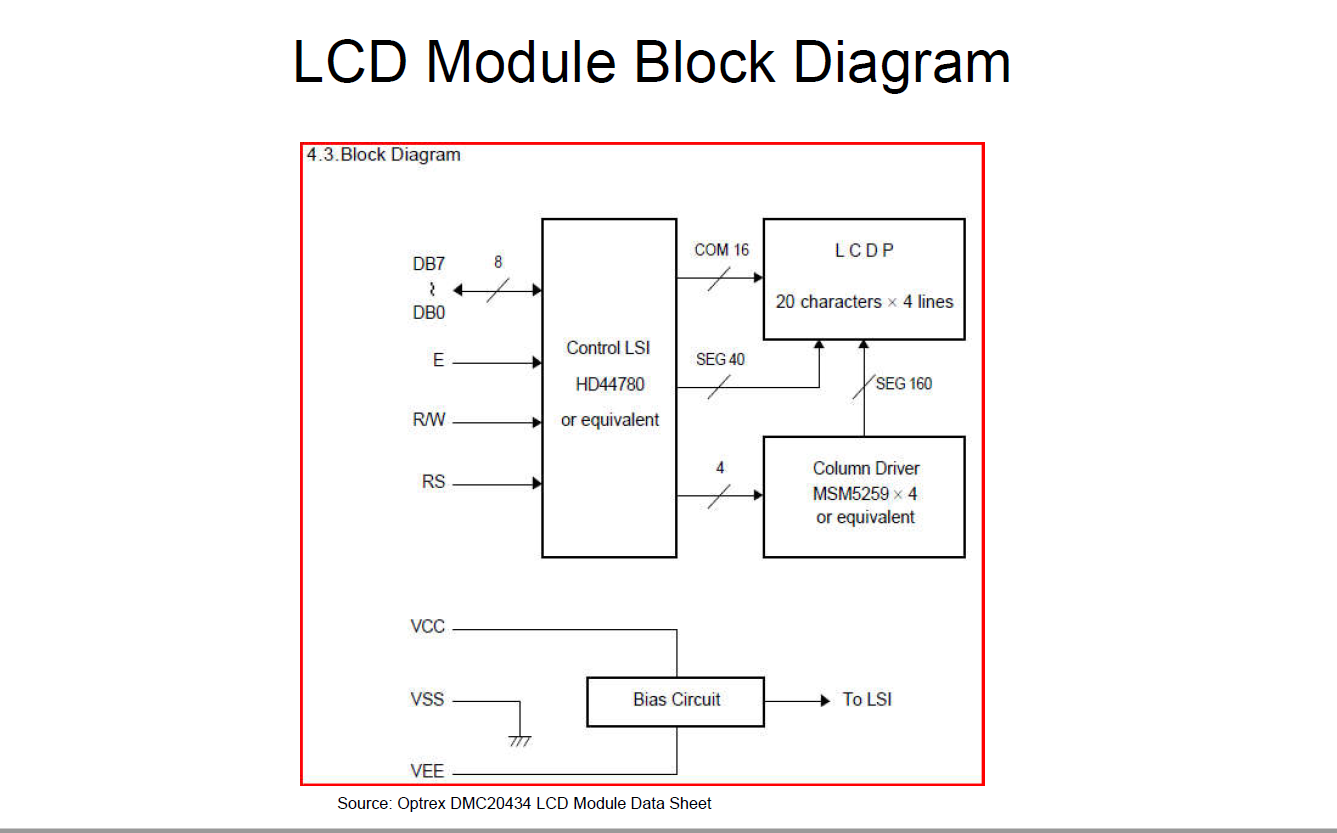 LCD Module Block Diagram
4.3.Block Diagram
DB7
⌇
DB0
8
E
R/W
RS
Control LSI
HD44780
or equivalent
COM 16
L C D P
20 characters × 4 lines
SEG 40
SEG 160
4
Column Driver
MSM5259 × 4
or equivalent
VCC
VSS
VEE
Bias Circuit
To LSI
Source: Optrex DMC20434 LCD Module Data Sheet